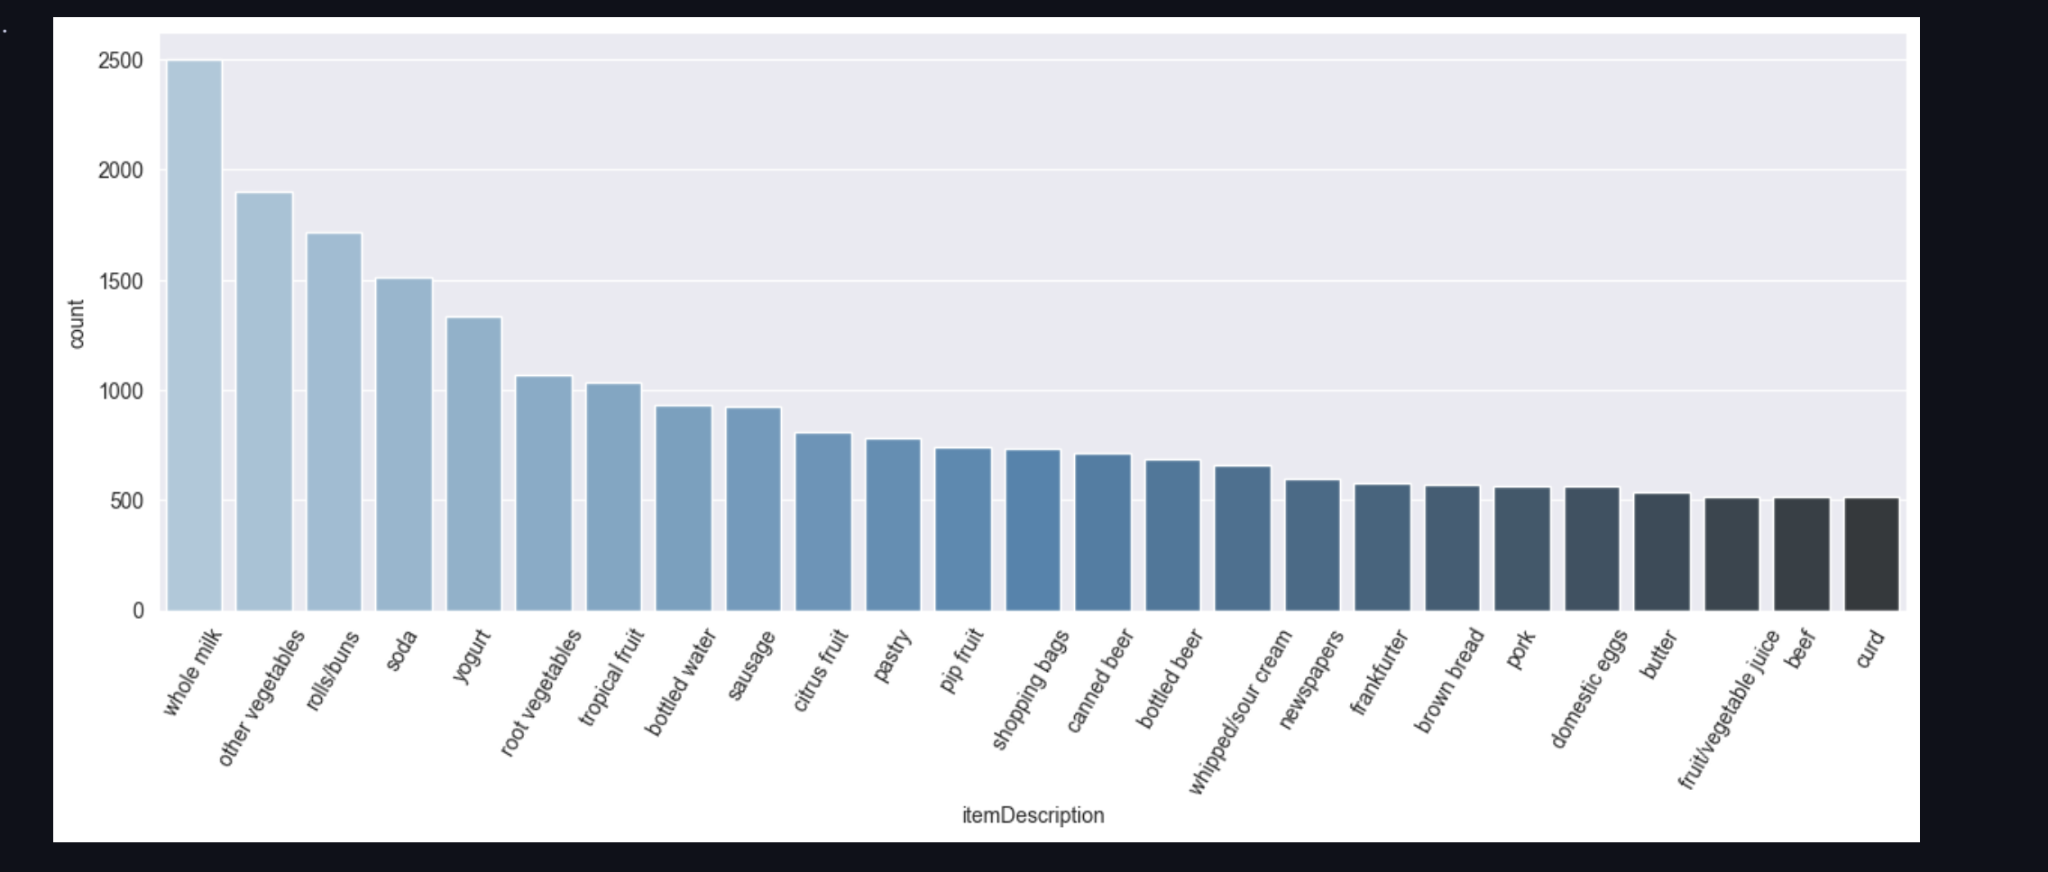 2500
2000
1500
1000
500
0
count
whole milk
other vegetables
rolls/buns
soda
yogurt
root vegetables
tropical fruit
bottled water
sausage
citrus fruit
pastry
pip fruit
shopping bags
canned beer
bottled beer
whipped/sour cream
newspapers
frankfurter
brown bread
pork
domestic eggs
butter
fruit/vegetable juice
beef
curd
itemDescription